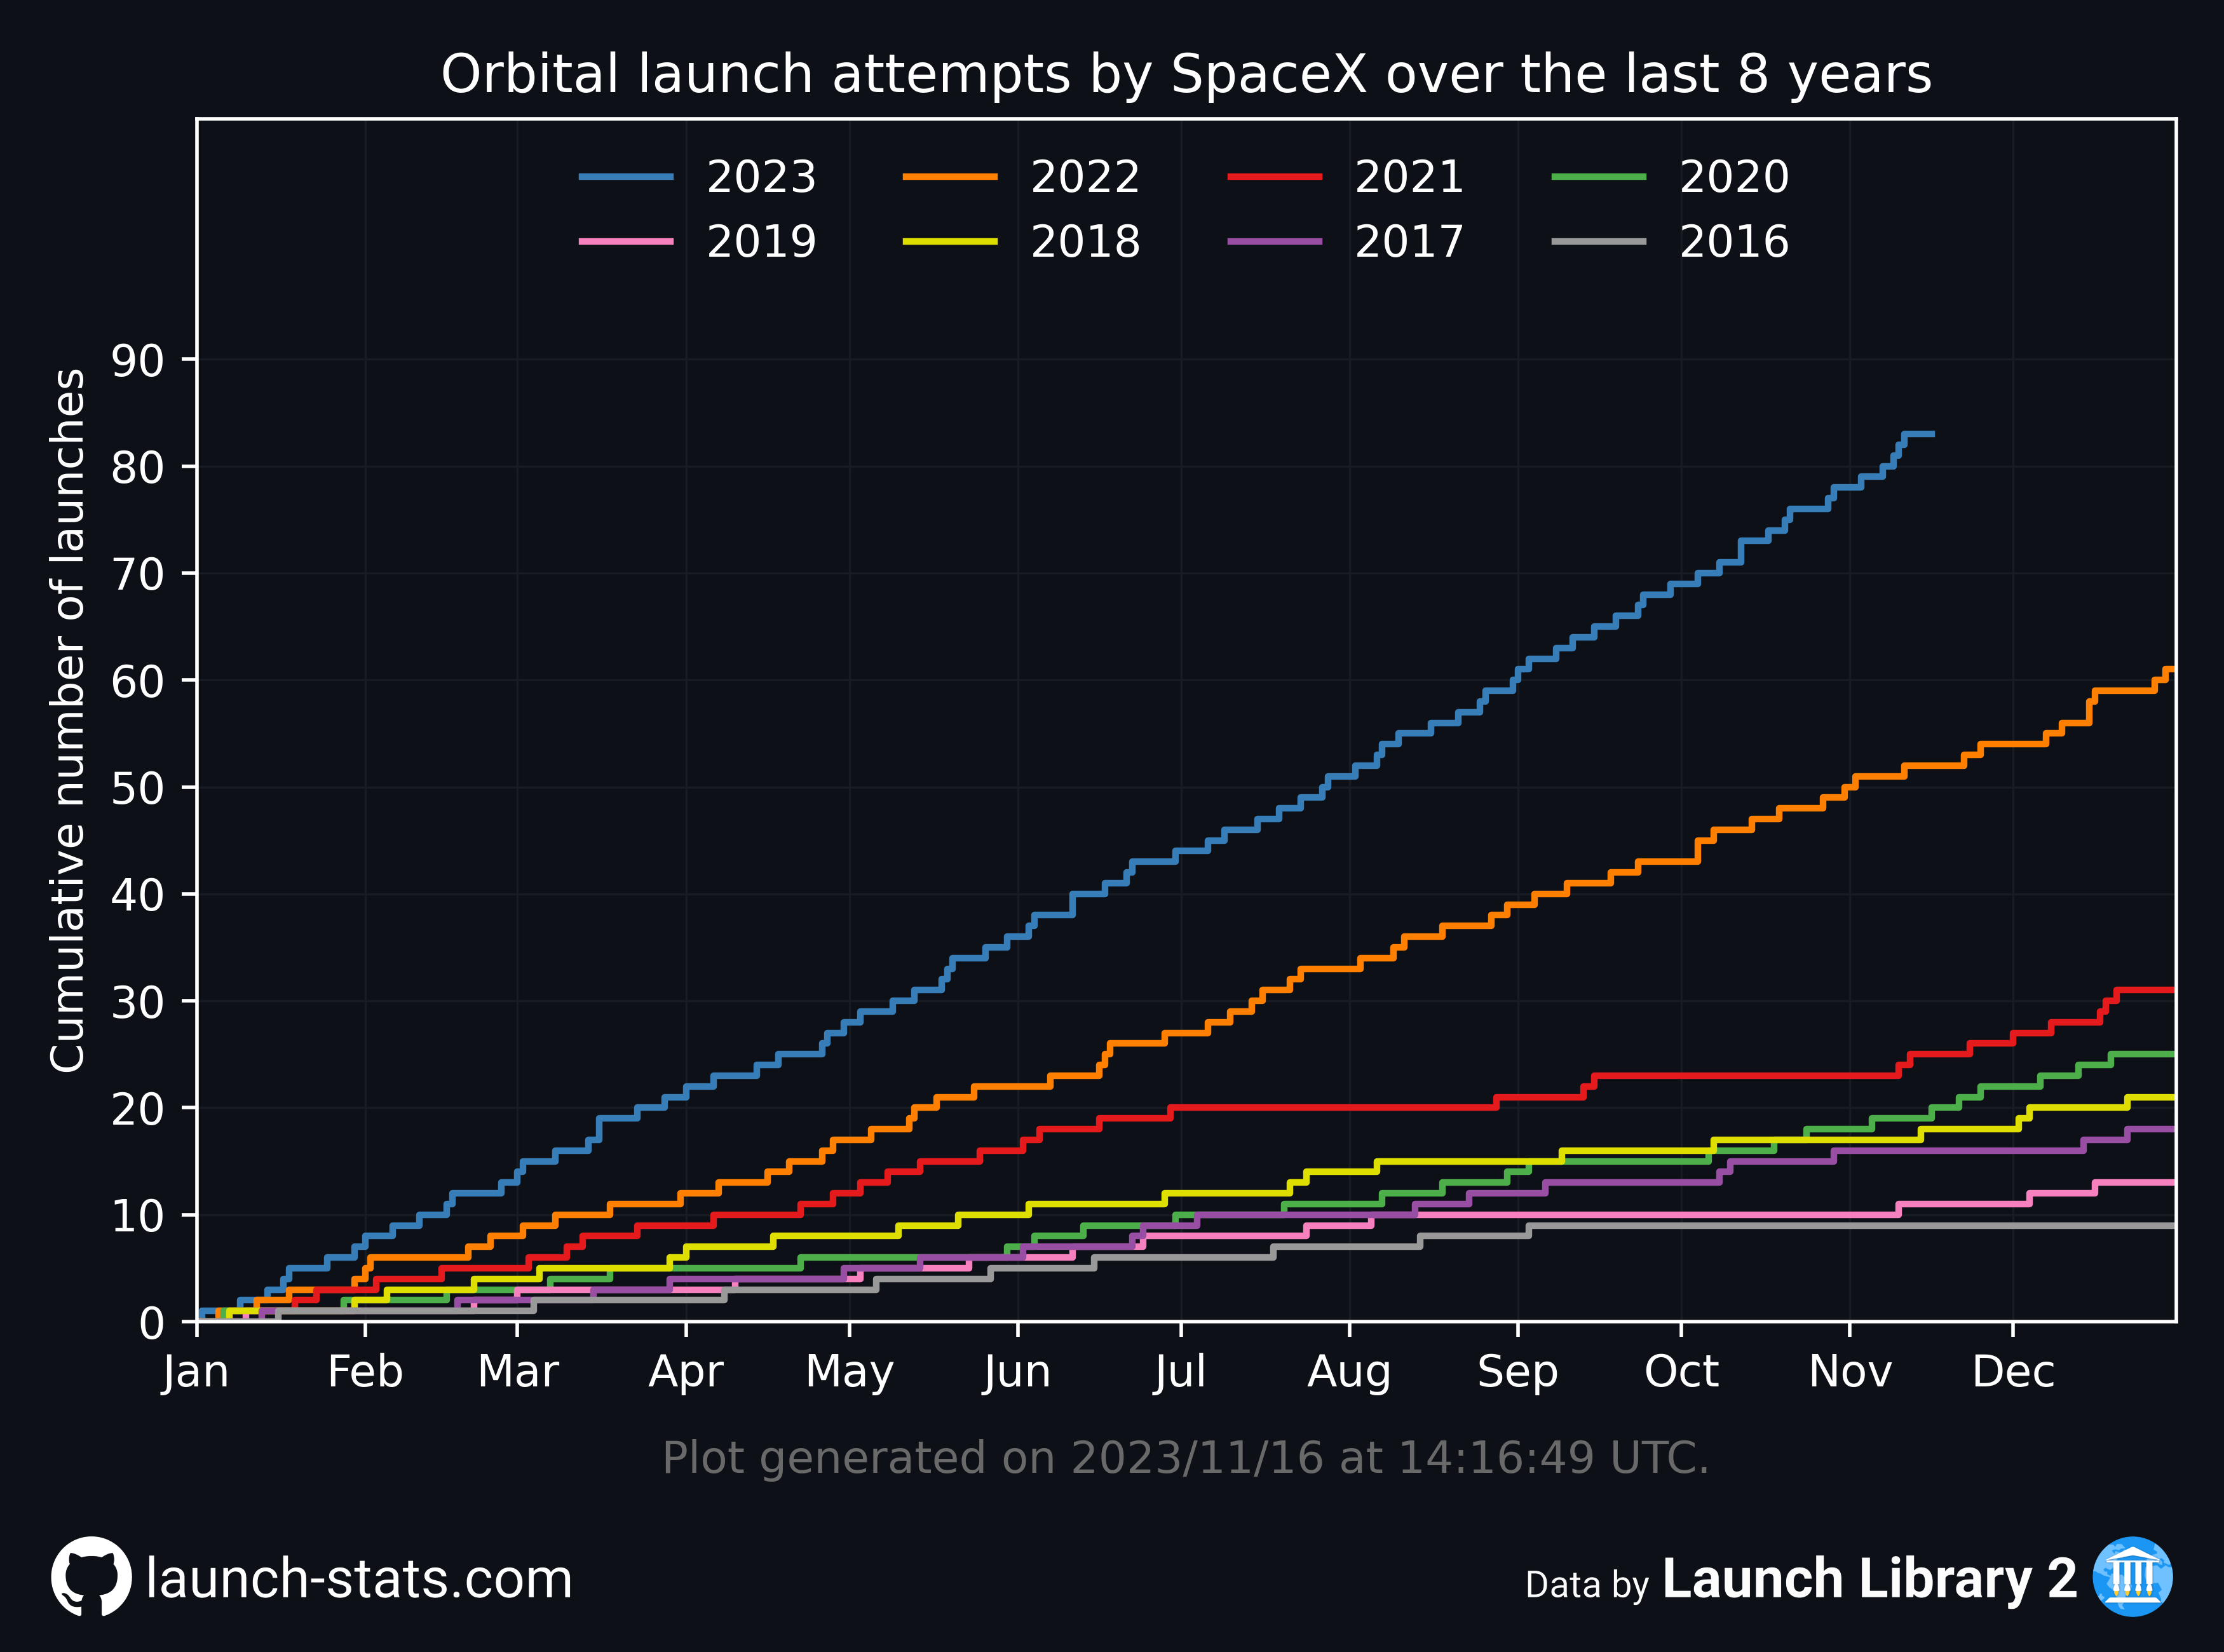 Orbital launch attempts by SpaceX over the last 8 years
2023 2022 2021 2020
2019 2018 2017 2016
Cumulative number of launches
90
80
70
60
50
40
30
20
10
0
Jan Feb Mar Apr May Jun Jul Aug Sep Oct Nov Dec
Plot generated on 2023/11/16 at 14:16:49 UTC.
launch-stats.com
Data by Launch Library 2